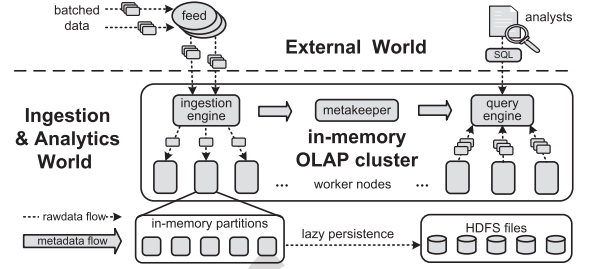 batched
data
feed
External World
SQL
analysts
Ingestion
& Analytics
World
ingestion
engine
metakeeper
query
engine
in-memory
OLAP cluster
...
worker nodes
...
rawdata flow
metadata flow
in-memory partitions
lazy persistence
HDFS files